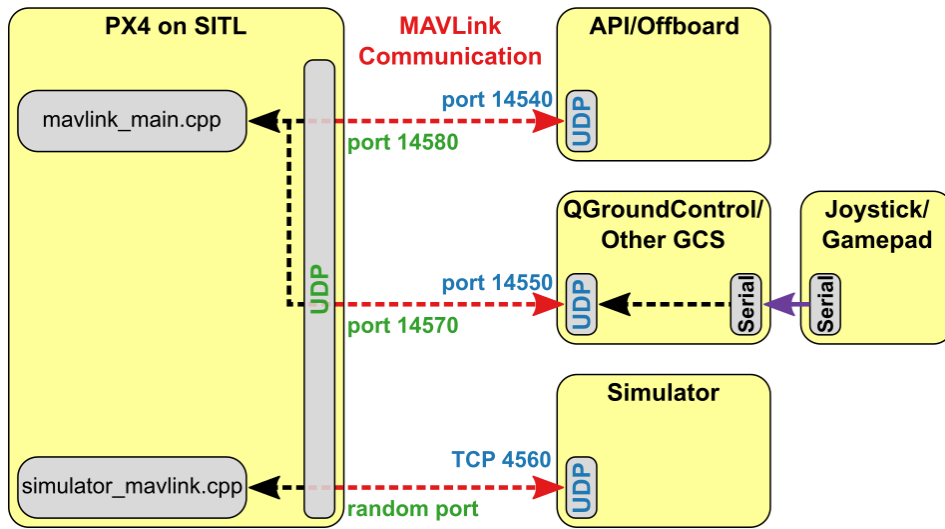 PX4 on SITL
MAVLink
Communication
API/Offboard
mavlink_main.cpp
port 14540
port 14580
UDP
QGroundControl/
Other GCS
Joystick/
Gamepad
port 14550
port 14570
UDP
UDP
Serial
Serial
Simulator
simulator_mavlink.cpp
TCP 4560
random port
UDP